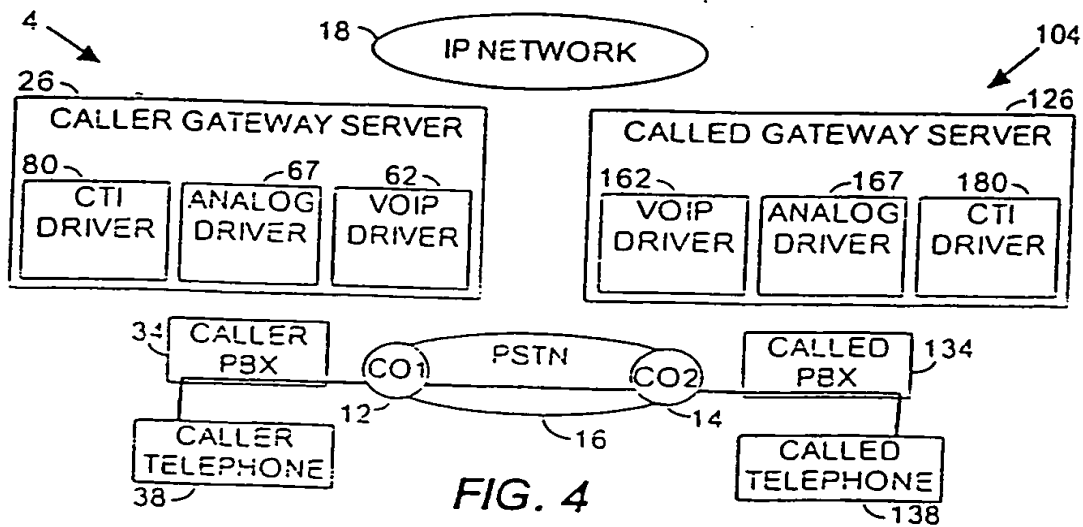 4
18
IP NETWORK
104
26
126
CALLER GATEWAY SERVER
CALLED GATEWAY SERVER
80
67
62
162
167
180
CTI
DRIVER
ANALOG
DRIVER
VOIP
DRIVER
VOIP
DRIVER
ANALOG
DRIVER
CTI
DRIVER
34
CALLER
PBX
CO1
PSTN
CO2
CALLED
PBX
134
12
14
16
CALLER
TELEPHONE
CALLED
TELEPHONE
38
138
FIG. 4